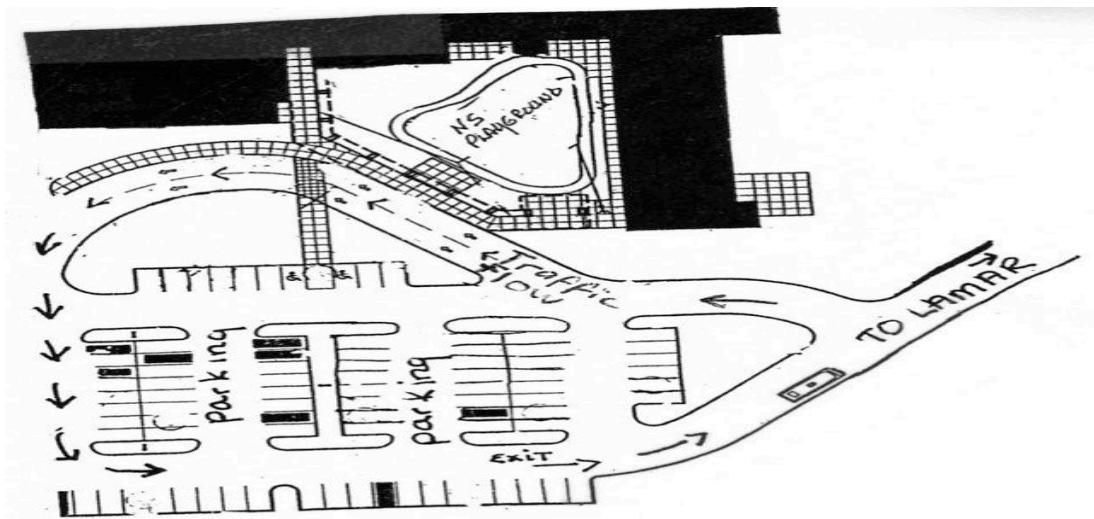 NS
PLAYGROUND
Traffic
flow
TO LAMAR
parking
parking
EXIT